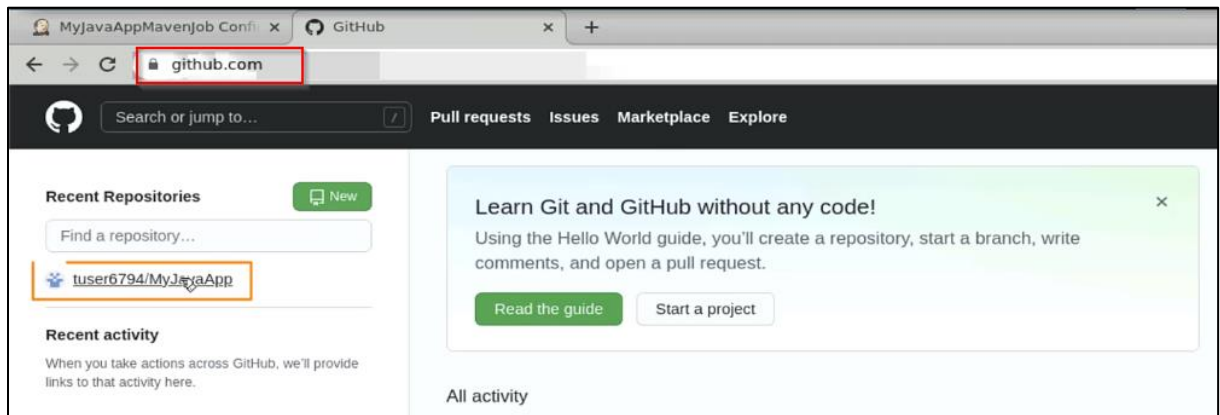 MyJavaAppMavenJob Confi
GitHub
github.com
Search or jump to...
/
Pull requests Issues Marketplace Explore
Recent Repositories
New
Find a repository...
tuser6794/MyJavaApp
Recent activity
When you take actions across GitHub, we'll provide
links to that activity here.
Learn Git and GitHub without any code!
Using the Hello World guide, you'll create a repository, start a branch, write
comments, and open a pull request.
Read the guide
Start a project
All activity